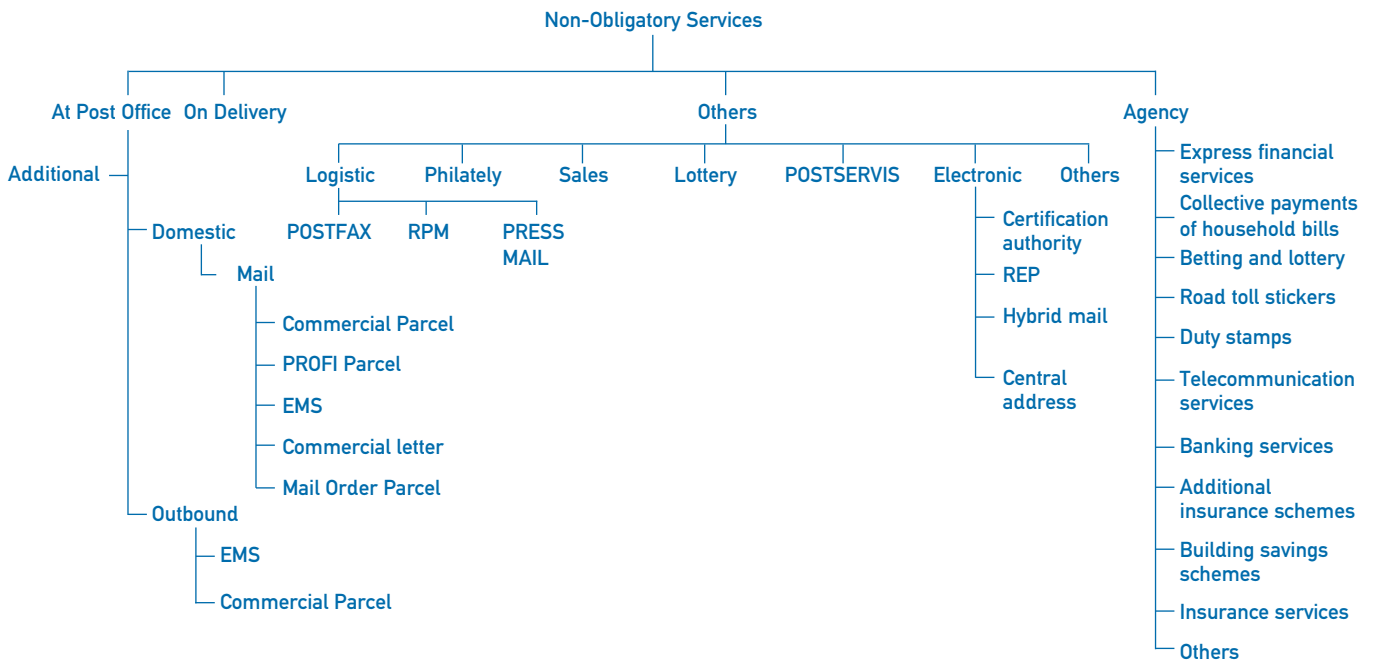 Non-Obligatory Services
At Post Office
On Delivery
Others
Agency
Additional
Domestic
Mail
Commercial Parcel
PROFI Parcel
EMS
Commercial letter
Mail Order Parcel
Outbound
EMS
Commercial Parcel
Logistic
Philately
Sales
Lottery
POSTSERVIS
Electronic
Others
POSTFAX
RPM
PRESS
MAIL
Certification
authority
REP
Hybrid mail
Central
address
Express financial
services
Collective payments
of household bills
Betting and lottery
Road toll stickers
Duty stamps
Telecommunication
services
Banking services
Additional
insurance schemes
Building savings
schemes
Insurance services
Others